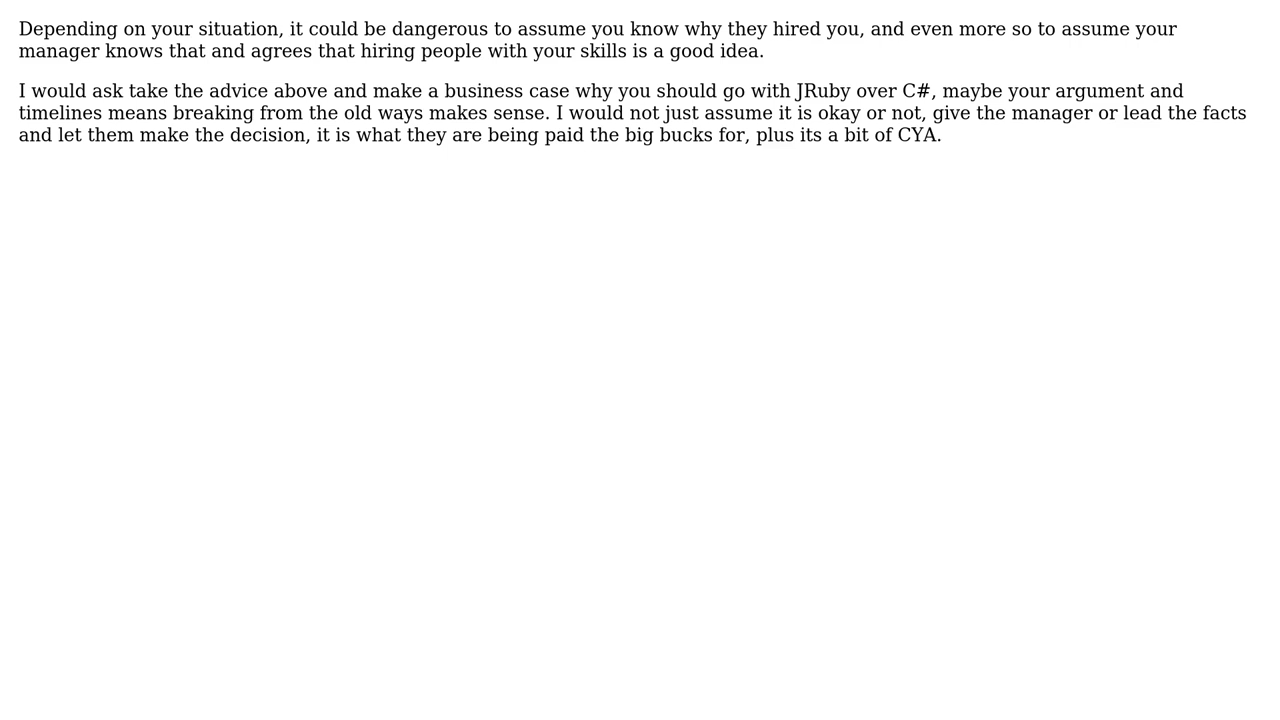 Depending on your situation, it could be dangerous to assume you know why they hired you, and even more so to assume your
manager knows that and agrees that hiring people with your skills is a good idea.
I would ask take the advice above and make a business case why you should go with JRuby over C#, maybe your argument and
timelines means breaking from the old ways makes sense. I would not just assume it is okay or not, give the manager or lead the facts
and let them make the decision, it is what they are being paid the big bucks for, plus its a bit of CYA.